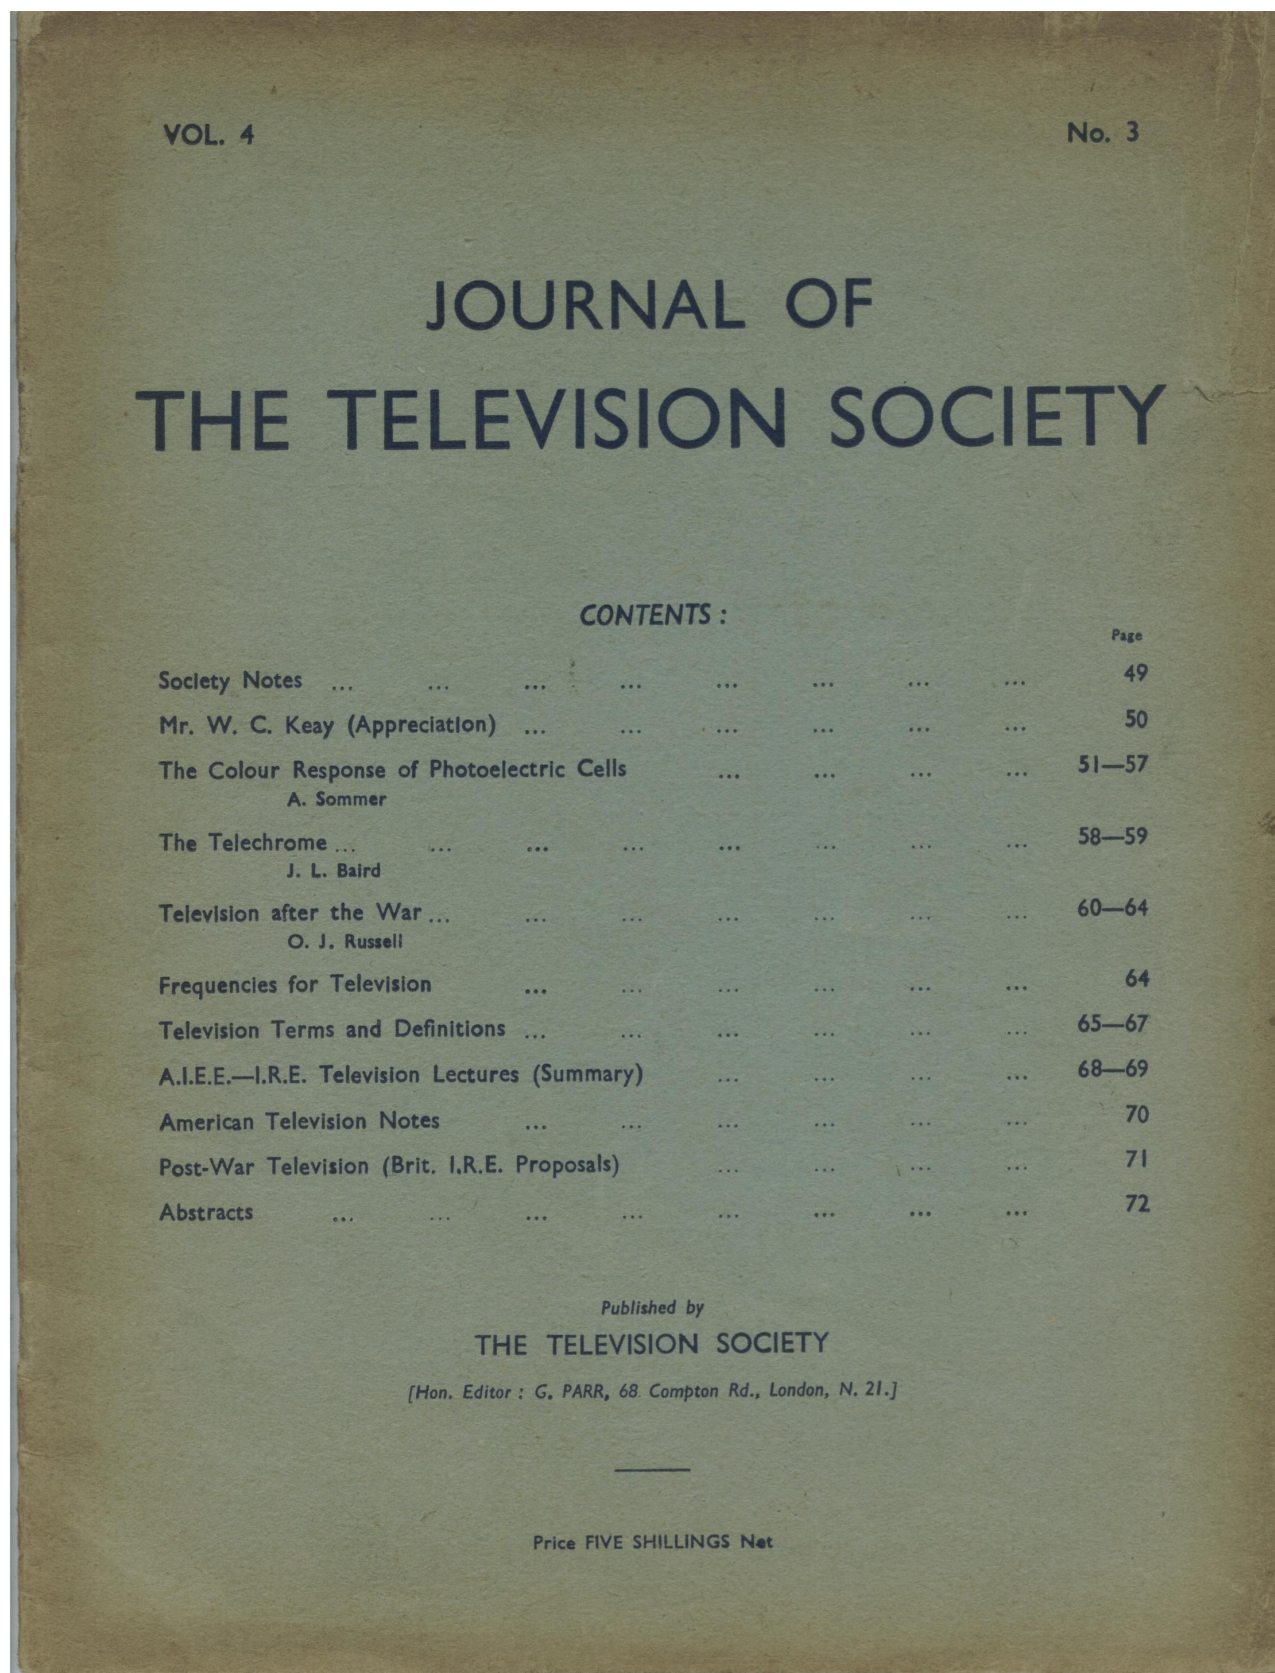 VOL. 4 No. 3
JOURNAL OF
THE TELEVISION SOCIETY
CONTENTS :
Page
Society Notes ... ... ... ... ... ... ... ... 49
Mr. W. C. Keay (Appreciation) ... ... ... ... ... ... 50
The Colour Response of Photoelectric Cells ... ... ... ... 51—57
A. Sommer
The Telechrome ... ... ... ... ... ... ... ... 58—59
J. L. Baird
Television after the War ... ... ... ... ... ... ... 60—64
O. J. Russell
Frequencies for Television ... ... ... ... ... ... 64
Television Terms and Definitions ... ... ... ... ... ... 65—67
A.I.E.E.—I.R.E. Television Lectures (Summary) ... ... ... ... 68—69
American Television Notes ... ... ... ... ... ... 70
Post-War Television (Brit. I.R.E. Proposals) ... ... ... ... 71
Abstracts ... ... ... ... ... ... ... ... 72
Published by
THE TELEVISION SOCIETY
[Hon. Editor : G. PARR, 68 Compton Rd., London, N. 21.]
Price FIVE SHILLINGS Net